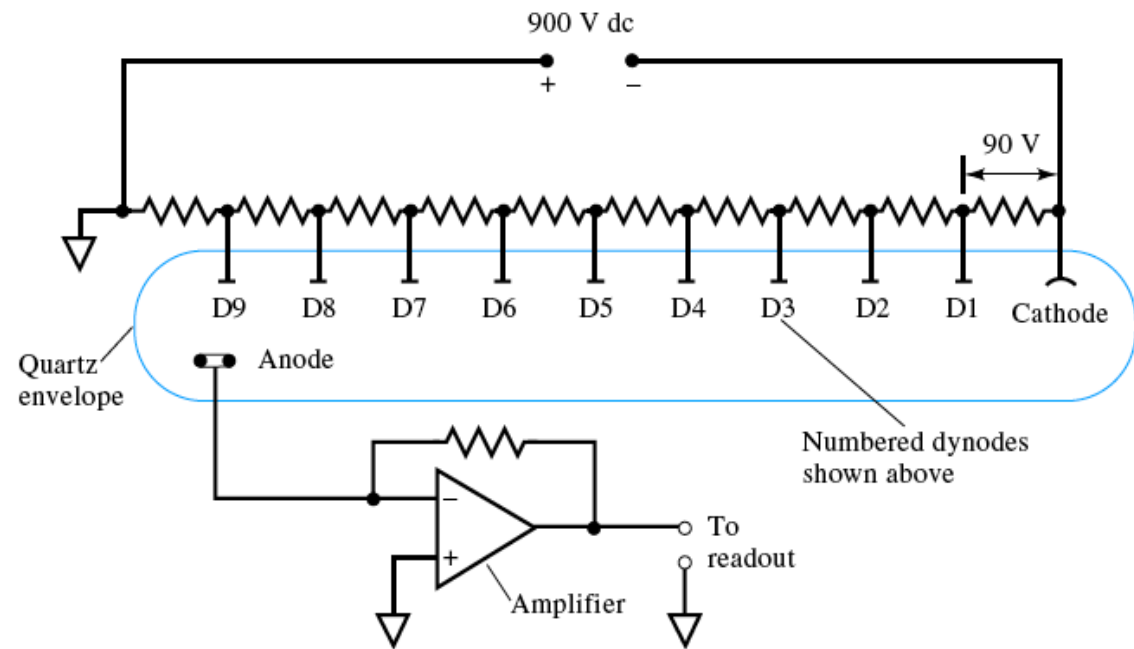 900 V dc
+
–
90 V
D9
D8
D7
D6
D5
D4
D3
D2
D1
Cathode
Quartz
envelope
Anode
Numbered dynodes
shown above
–
+
To
readout
Amplifier